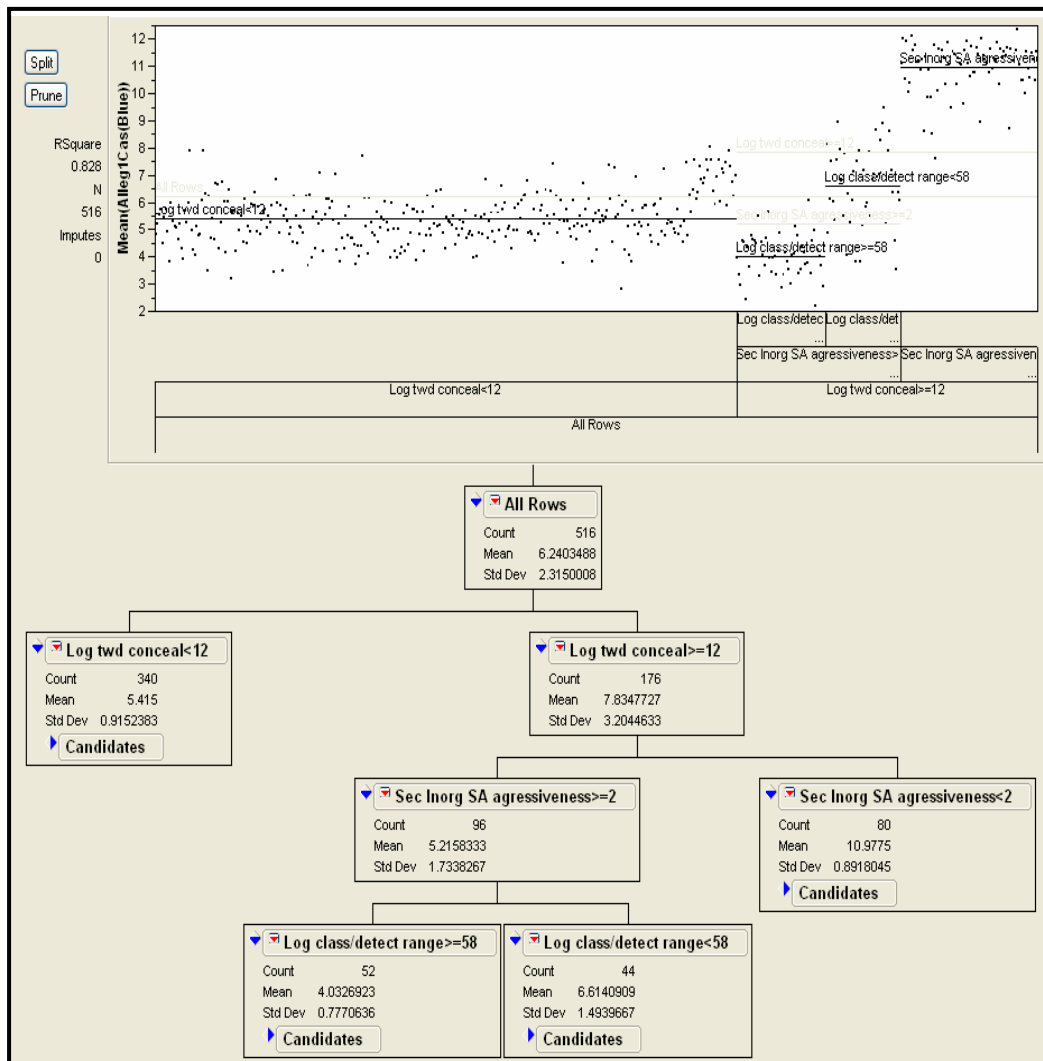 Split
Prune
RSquare
0.828
N
516
Imputes
0
Mean(Alleg1Cas(Blue))
12
11
10
9
8
7
6
5
4
3
2
All Rows
Log twd conceal<12
Log twd conceal>=12
Sec Inorg SA agressiveness>=2
Log class/detect range>=58
Log class/detect range<58
Sec Inorg SA agressiven
Log class/detec
...
Log class/det
...
Sec Inorg SA agressiveness>
...
Sec Inorg SA agressiven
...
Log twd conceal<12
Log twd conceal>=12
All Rows
All Rows
Count 516
Mean 6.2403488
Std Dev 2.3150008
Log twd conceal<12
Count 340
Mean 5.415
Std Dev 0.9152383
Candidates
Log twd conceal>=12
Count 176
Mean 7.8347727
Std Dev 3.2044633
Sec Inorg SA agressiveness>=2
Count 96
Mean 5.2158333
Std Dev 1.7338267
Sec Inorg SA agressiveness<2
Count 80
Mean 10.9775
Std Dev 0.8918045
Candidates
Log class/detect range>=58
Count 52
Mean 4.0326923
Std Dev 0.7770636
Candidates
Log class/detect range<58
Count 44
Mean 6.6140909
Std Dev 1.4939667
Candidates